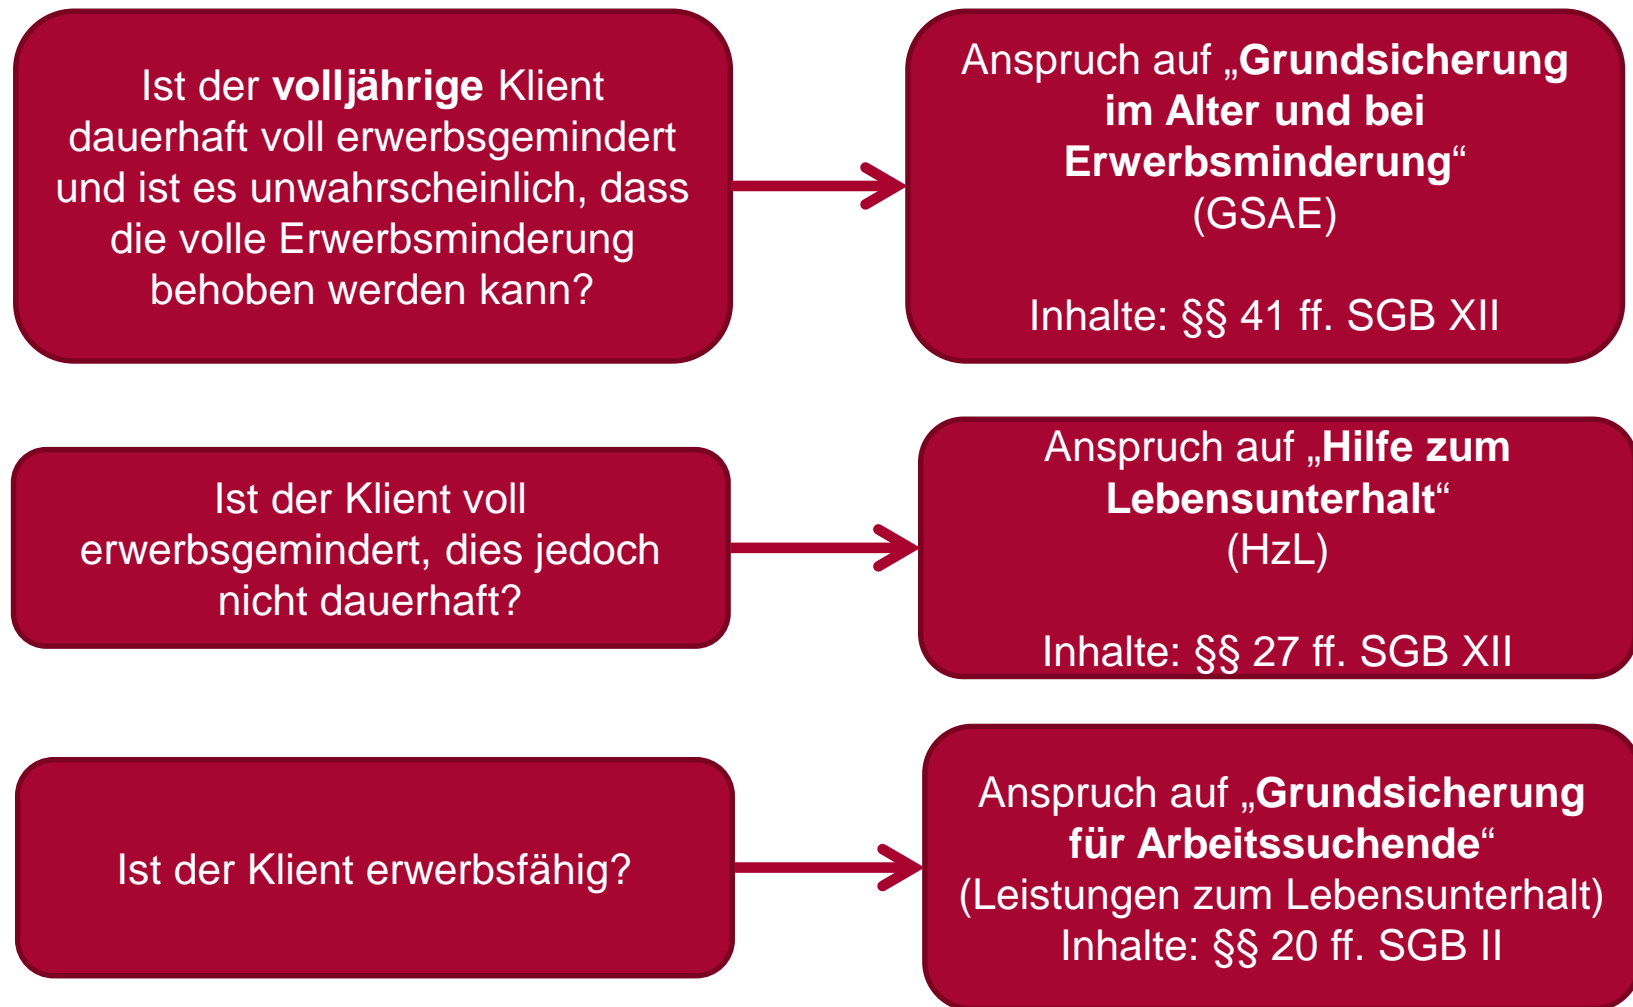 Ist der volljährige Klient
dauerhaft voll erwerbsgemindert
und ist es unwahrscheinlich, dass
die volle Erwerbsminderung
behoben werden kann?
Anspruch auf „Grundsicherung
im Alter und bei
Erwerbsminderung“
(GSAE)
Inhalte: §§ 41 ff. SGB XII
Ist der Klient voll
erwerbsgemindert, dies jedoch
nicht dauerhaft?
Anspruch auf „Hilfe zum
Lebensunterhalt“
(HzL)
Inhalte: §§ 27 ff. SGB XII
Ist der Klient erwerbsfähig?
Anspruch auf „Grundsicherung
für Arbeitssuchende“
(Leistungen zum Lebensunterhalt)
Inhalte: §§ 20 ff. SGB II